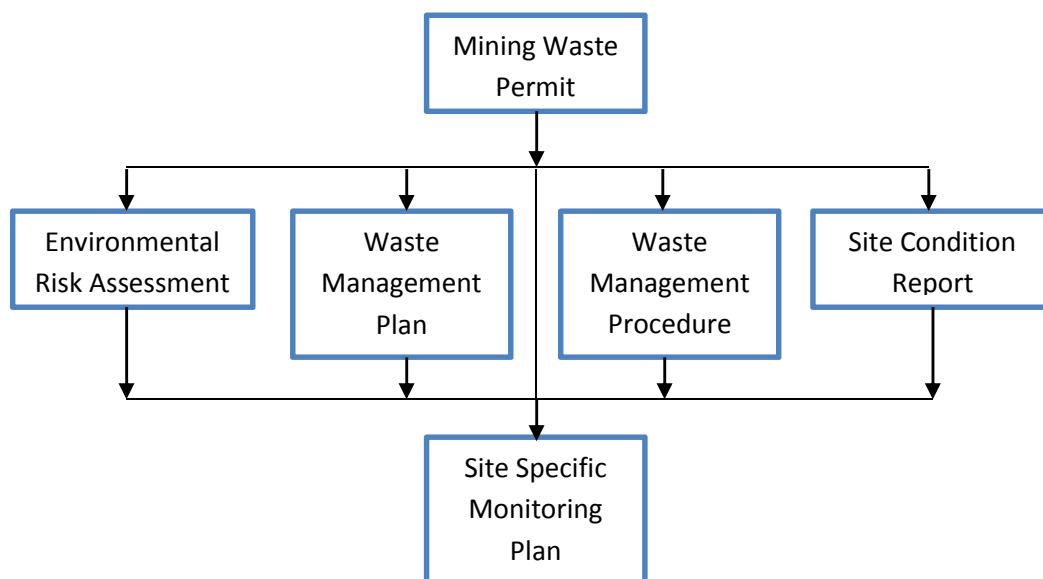 Mining Waste
Permit
Environmental
Risk Assessment
Waste
Management
Plan
Waste
Management
Procedure
Site Condition
Report
Site Specific
Monitoring
Plan